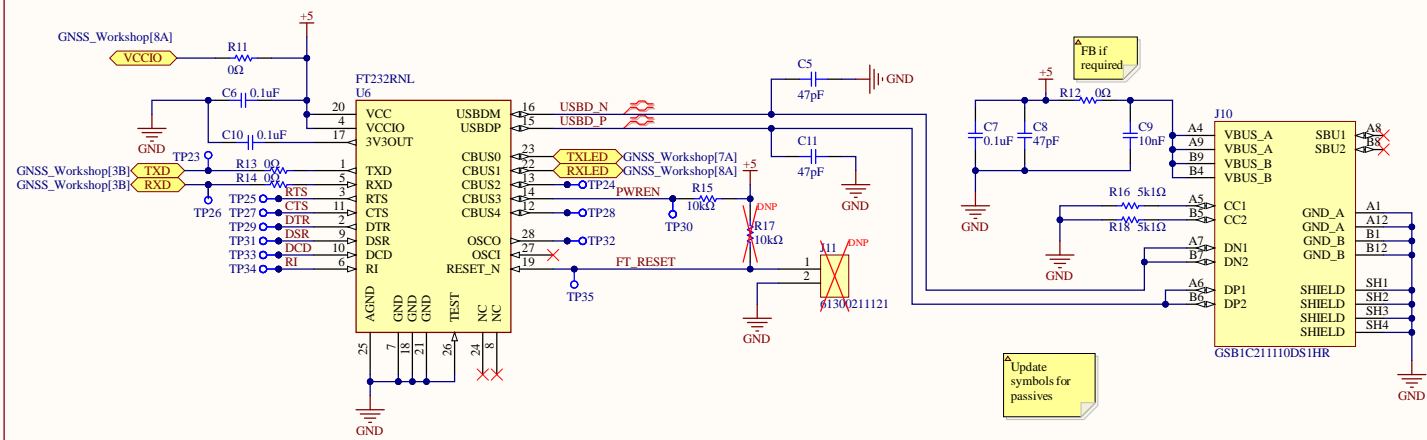 +5
GNSS_Workshop[8A]
VCCIO
R11
0Ω
C6
0.1uF
GND
C10
0.1uF
FT232RNL
U6
20
VCC
4
VCCIO
17
3V3OUT
TP23
GNSS_Workshop[3B]
TXD
R13
0Ω
1
TXD
GNSS_Workshop[3B]
RXD
R14
0Ω
5
RXD
TP26
TP25
RTS
3
RTS
TP27
CTS
11
CTS
TP29
DTR
2
DTR
TP31
DSR
9
DSR
TP33
DCD
10
DCD
TP34
RI
6
RI
USBDM
16
USBD_N
USBDP
15
USBD_P
CBUS0
23
TXLED
GNSS_Workshop[7A]
CBUS1
22
RXLED
GNSS_Workshop[8A]
CBUS2
13
TP24
CBUS3
14
PWREN
CBUS4
12
TP28
OSCO
28
TP32
OSCI
27
RESET_N
19
FT_RESET
TP35
AGND
GND
GND
GND
TEST
NC
NC
25
7
18
21
26
24
8
GND
C5
47pF
GND
C11
47pF
GND
+5
R15
10kΩ
TP30
DNP
R17
10kΩ
J11
DNP
1
2
61300211121
GND
FB if
required
+5
R12
0Ω
C7
0.1uF
C8
47pF
C9
10nF
GND
R16
5k1Ω
R18
5k1Ω
GND
J10
A4
VBUS_A
A9
VBUS_A
B9
VBUS_B
B4
VBUS_B
A5
CC1
B5
CC2
A7
DN1
B7
DN2
A6
DP1
B6
DP2
SBU1
A8
SBU2
B8
GND_A
A1
GND_A
A12
GND_B
B1
GND_B
B12
SHIELD
SH1
SHIELD
SH2
SHIELD
SH3
SHIELD
SH4
GSB1C211110DS1HR
GND
Update
symbols for
passives